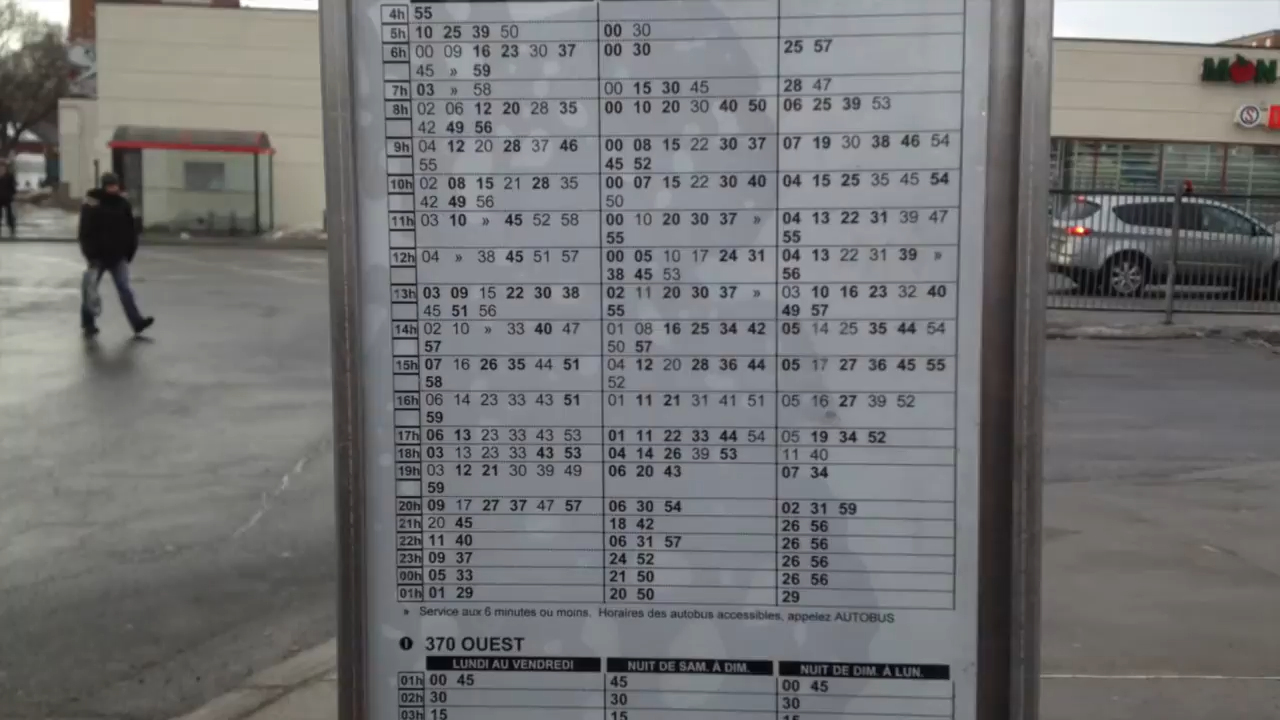 4h 55
5h 10 25 39 50 00 30
6h 00 09 16 23 30 37 00 30 25 57
45 » 59
7h 03 » 58 00 15 30 45 28 47
8h 02 06 12 20 28 35 00 10 20 30 40 50 06 25 39 53
42 49 56
9h 04 12 20 28 37 46 00 08 15 22 30 37 07 19 30 38 46 54
55 45 52
10h 02 08 15 21 28 35 00 07 15 22 30 40 04 15 25 35 45 54
42 49 56 50
11h 03 10 » 45 52 58 00 10 20 30 37 » 04 13 22 31 39 47
55 55
12h 04 » 38 45 51 57 00 05 10 17 24 31 04 13 22 31 39 »
38 45 53 56
13h 03 09 15 22 30 38 02 11 20 30 37 » 03 10 16 23 32 40
45 51 56 55 49 57
14h 02 10 » 33 40 47 01 08 16 25 34 42 05 14 25 35 44 54
57 50 57
15h 07 16 26 35 44 51 04 12 20 28 36 44 05 17 27 36 45 55
58 52
16h 06 14 23 33 43 51 01 11 21 31 41 51 05 16 27 39 52
59
17h 06 13 23 33 43 53 01 11 22 33 44 54 05 19 34 52
18h 03 13 23 33 43 53 04 14 26 39 53 11 40
19h 03 12 21 30 39 49 06 20 43 07 34
59
20h 09 17 27 37 47 57 06 30 54 02 31 59
21h 20 45 18 42 26 56
22h 11 40 06 31 57 26 56
23h 09 37 24 52 26 56
00h 05 33 21 50 26 56
01h 01 29 20 50 29
» Service aux 6 minutes ou moins. Horaires des autobus accessibles, appelez AUTOBUS
370 OUEST
LUNDI AU VENDREDI NUIT DE SAM. À DIM. NUIT DE DIM. À LUN.
01h 00 45 45 00 45
02h 30 30 30
03h 15 15 15